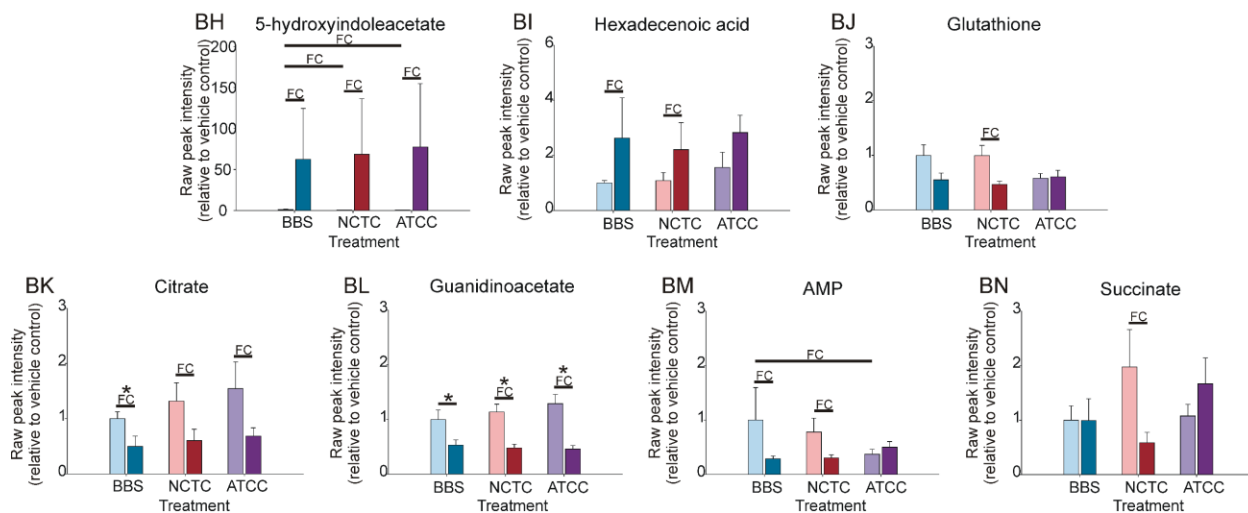 BH 5-hydroxyindoleacetate
Raw peak intensity
(relative to vehicle control)
200
150
100
50
0
FC
FC
FC
FC
FC
BBS NCTC ATCC
Treatment
BI Hexadecenoic acid
Raw peak intensity
(relative to vehicle control)
6
4
2
0
FC
FC
BBS NCTC ATCC
Treatment
BJ Glutathione
Raw peak intensity
(relative to vehicle control)
3
2
1
0
FC
BBS NCTC ATCC
Treatment
BK Citrate
Raw peak intensity
(relative to vehicle control)
3
2
1
0
*
FC
FC
FC
BBS NCTC ATCC
Treatment
BL Guanidinoacetate
Raw peak intensity
(relative to vehicle control)
3
2
1
0
*
*
FC
*
FC
BBS NCTC ATCC
Treatment
BM AMP
Raw peak intensity
(relative to vehicle control)
3
2
1
0
FC
FC
FC
BBS NCTC ATCC
Treatment
BN Succinate
Raw peak intensity
(relative to vehicle control)
3
2
1
0
FC
BBS NCTC ATCC
Treatment